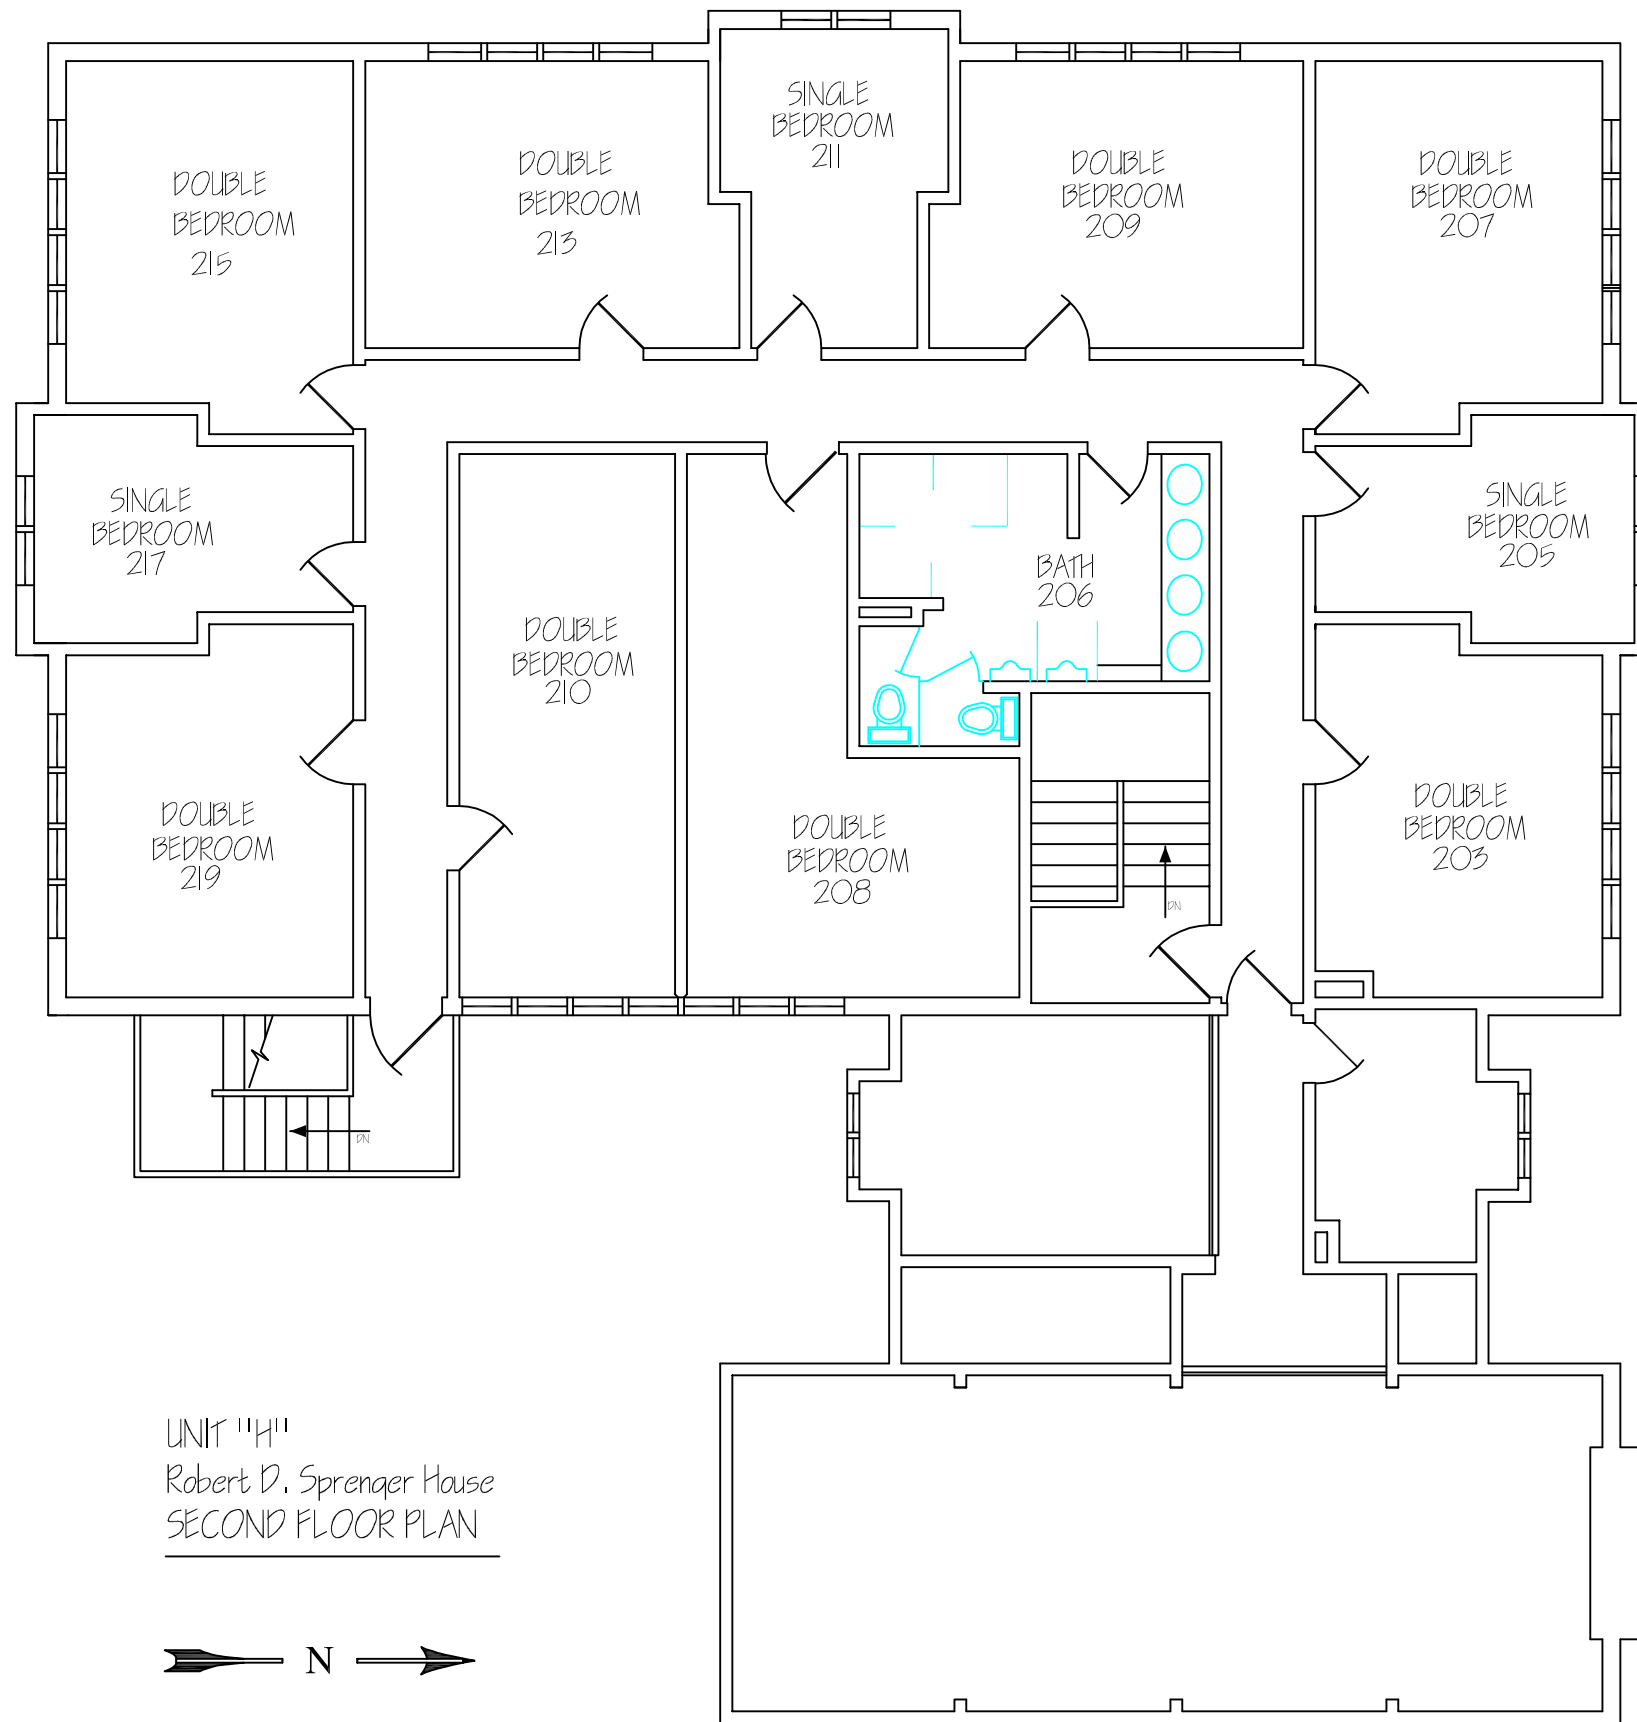 SINGLE
BEDROOM
211
DOUBLE
BEDROOM
215
DOUBLE
BEDROOM
213
DOUBLE
BEDROOM
209
DOUBLE
BEDROOM
207
SINGLE
BEDROOM
217
SINGLE
BEDROOM
205
BATH
206
DOUBLE
BEDROOM
210
DOUBLE
BEDROOM
219
DOUBLE
BEDROOM
208
DOUBLE
BEDROOM
203
DN
DN
UNIT "H"
Robert D. Sprenger House
SECOND FLOOR PLAN
N